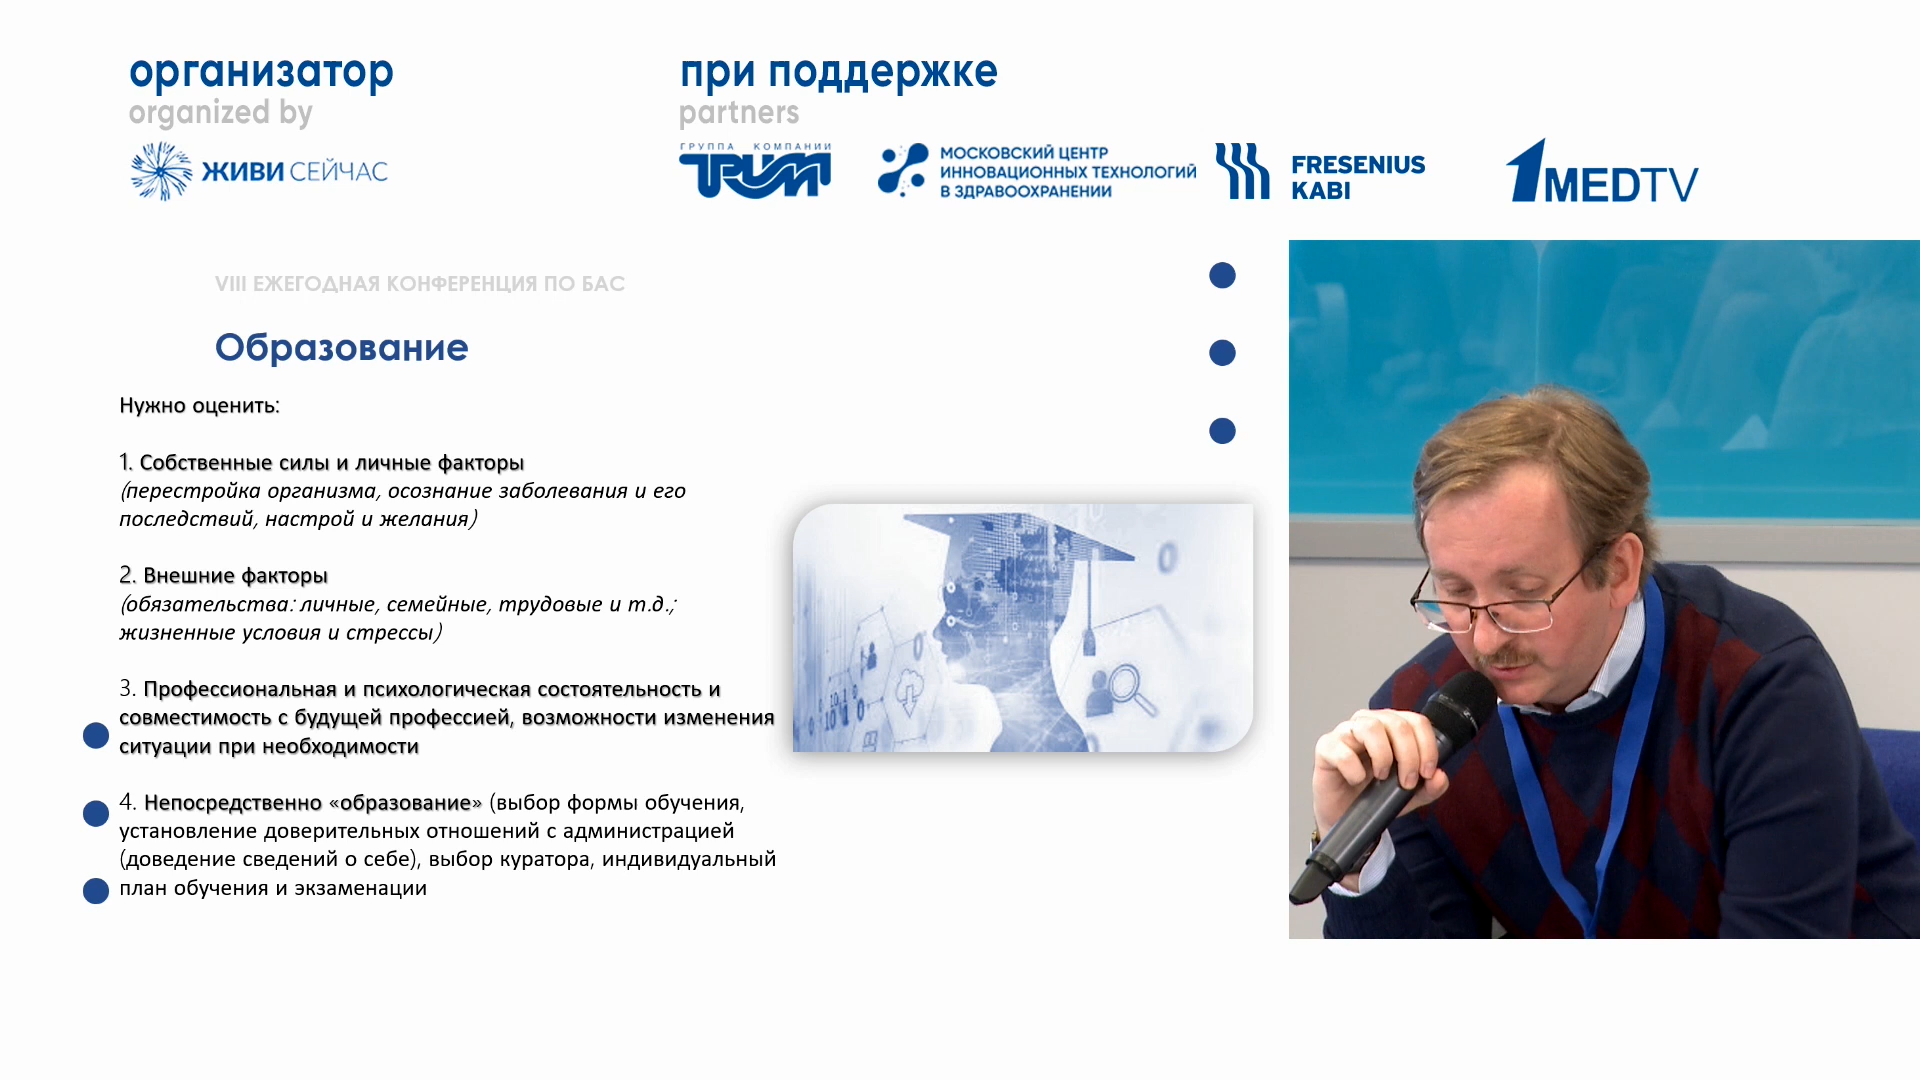 организатор
organized by
ЖИВИ СЕЙЧАС
при поддержке
partners
ГРУППА КОМПАНИИ
ТРИМ
МОСКОВСКИЙ ЦЕНТР
ИННОВАЦИОННЫХ ТЕХНОЛОГИЙ
В ЗДРАВООХРАНЕНИИ
FRESENIUS
KABI
1MEDTV
VIII ЕЖЕГОДНАЯ КОНФЕРЕНЦИЯ ПО БАС
Образование
Нужно оценить:
1. Собственные силы и личные факторы
(перестройка организма, осознание заболевания и его
последствий, настрой и желания)
2. Внешние факторы
(обязательства: личные, семейные, трудовые и т.д.;
жизненные условия и стрессы)
3. Профессиональная и психологическая состоятельность и
совместимость с будущей профессией, возможности изменения
ситуации при необходимости
4. Непосредственно «образование» (выбор формы обучения,
установление доверительных отношений с администрацией
(доведение сведений о себе), выбор куратора, индивидуальный
план обучения и экзаменации